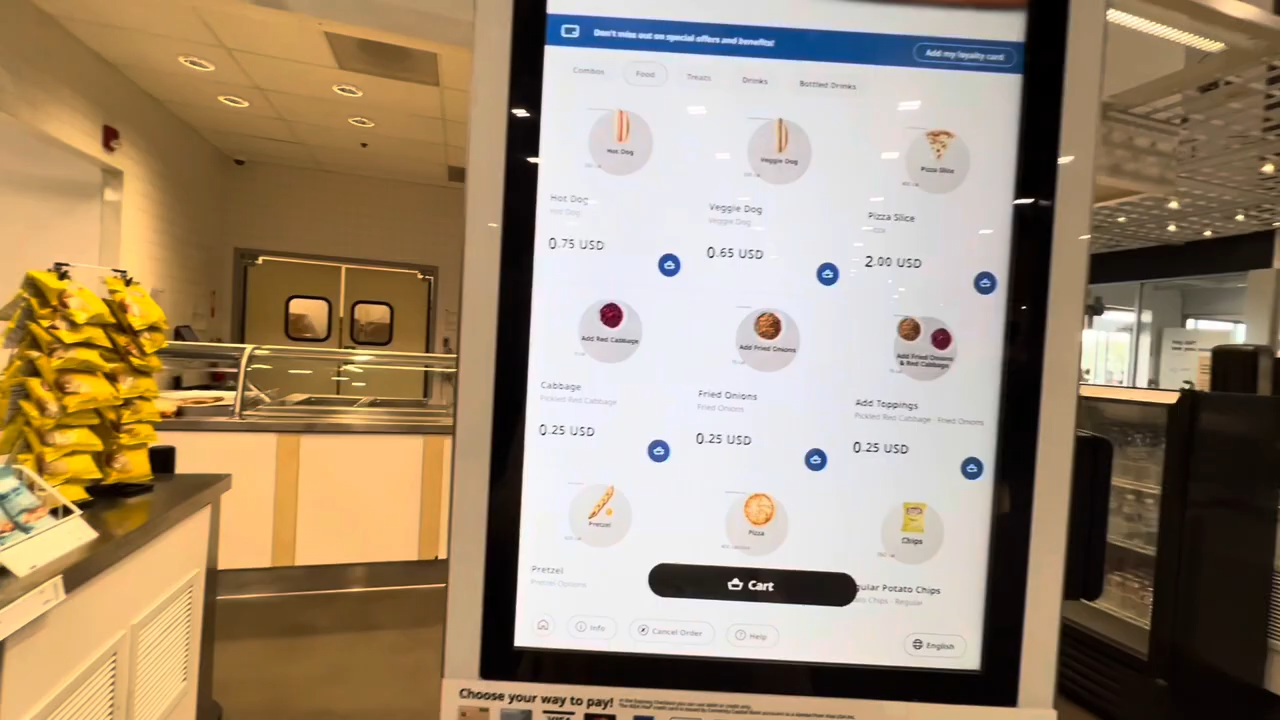 Don't miss out on special offers and benefits!
Add my loyalty card
Combos
Food
Treats
Drinks
Bottled Drinks
Hot Dog
Veggie Dog
Pizza Slice
Hot Dog
Hot Dog
0.75 USD
Veggie Dog
Veggie Dog
0.65 USD
Pizza Slice
2.00 USD
Add Red Cabbage
Add Fried Onions
Add Fried Onions
& Red Cabbage
Cabbage
Pickled Red Cabbage
0.25 USD
Fried Onions
Fried Onions
0.25 USD
Add Toppings
Pickled Red Cabbage - Fried Onions
0.25 USD
Pretzel
Pizza
Chips
Pretzel
Pretzel Options
Cart
gular Potato Chips
Chips - Regular
Info
Cancel Order
Help
English
Choose your way to pay!
VISA